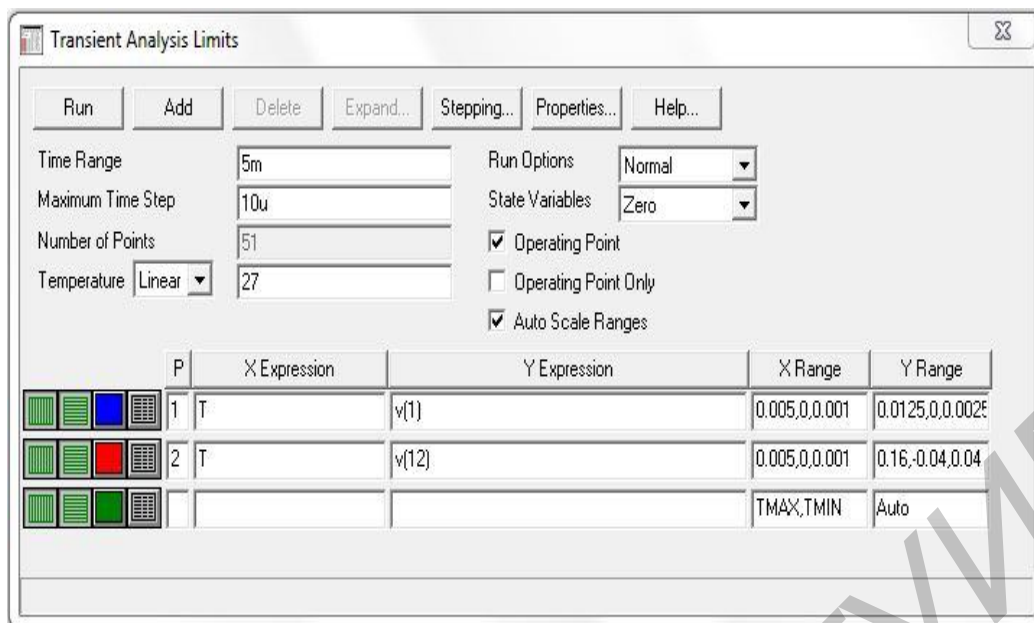 Transient Analysis Limits
Run Add Delete Expand... Stepping... Properties... Help...
Time Range 5m Run Options Normal
Maximum Time Step 10u State Variables Zero
Number of Points 51 Operating Point
Temperature Linear 27 Operating Point Only
Auto Scale Ranges
P X Expression Y Expression X Range Y Range
1 T v(1) 0.005,0,0.001 0.0125,0,0.0025
2 T v(12) 0.005,0,0.001 0.16,-0.04,0.04
TMAX,TMIN Auto